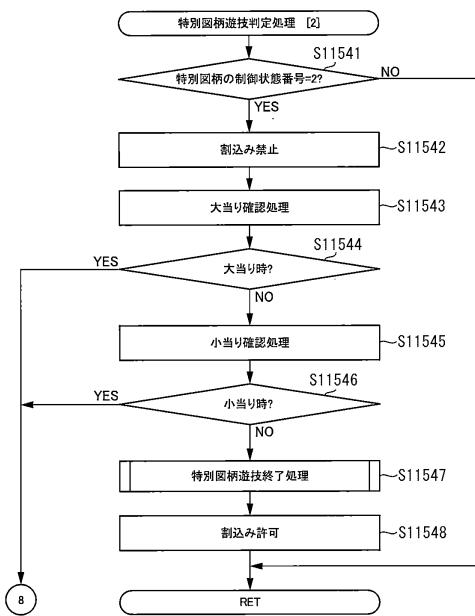 特別図柄遊技判定処理 [2]
S11541
特別図柄の制御状態番号=2?
NO
YES
割込み禁止
S11542
大当り確認処理
S11543
S11544
YES
大当り時?
NO
小当り確認処理
S11545
S11546
YES
小当り時?
NO
特別図柄遊技終了処理
S11547
割込み許可
S11548
8
RET